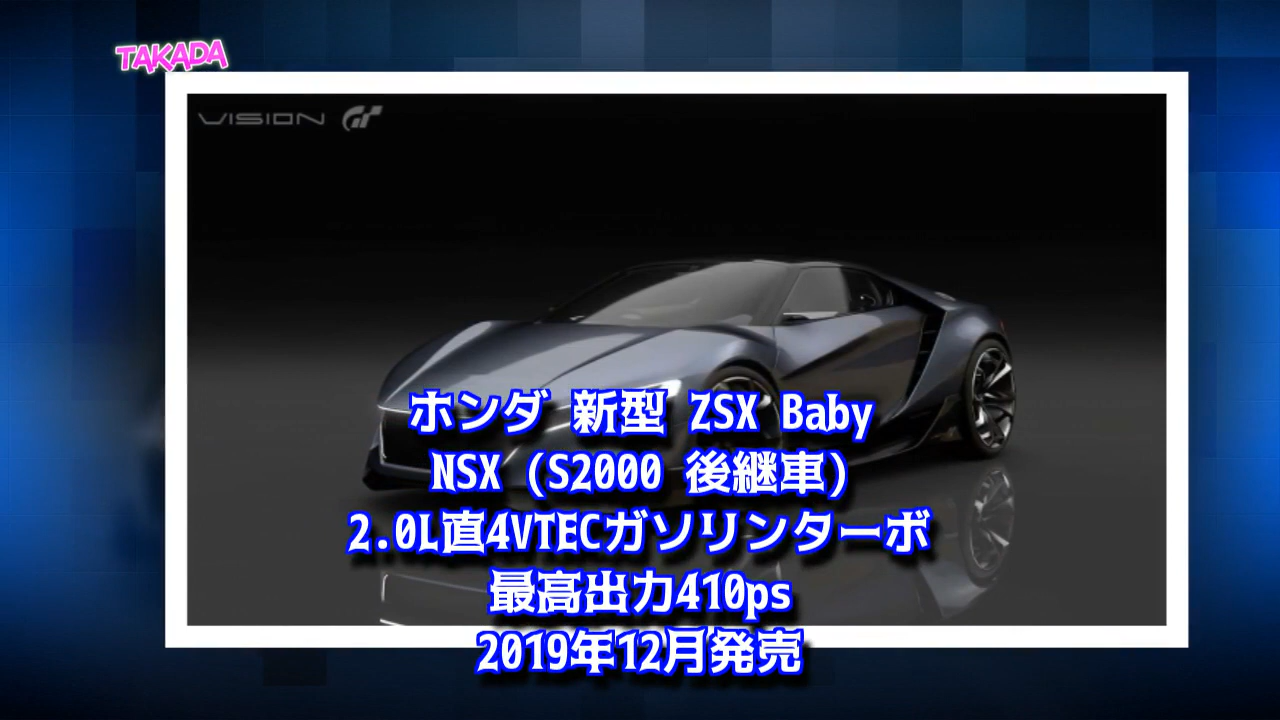 TAKADA
VISION GT
ホンダ 新型 ZSX Baby
NSX (S2000 後継車)
2.0L直4VTECガソリンターボ
最高出力410ps
2019年12月発売